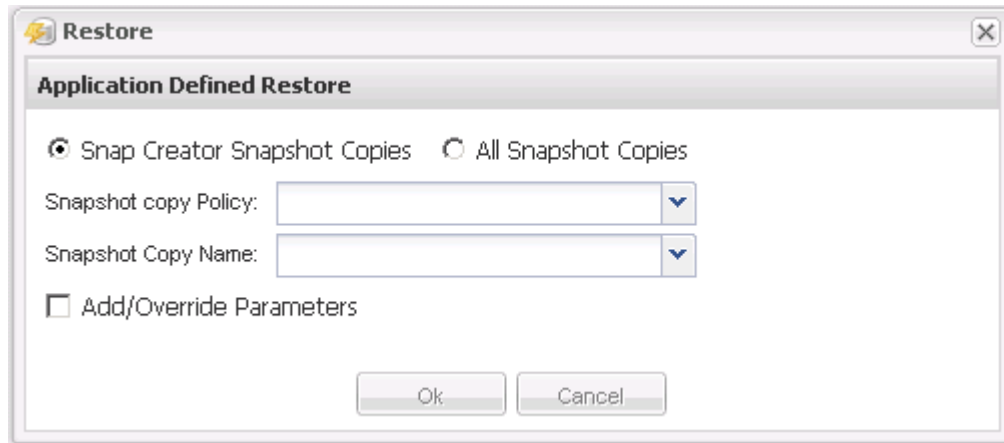 Restore
Application Defined Restore
Snap Creator Snapshot Copies All Snapshot Copies
Snapshot copy Policy:
Snapshot Copy Name:
Add/Override Parameters
Ok Cancel